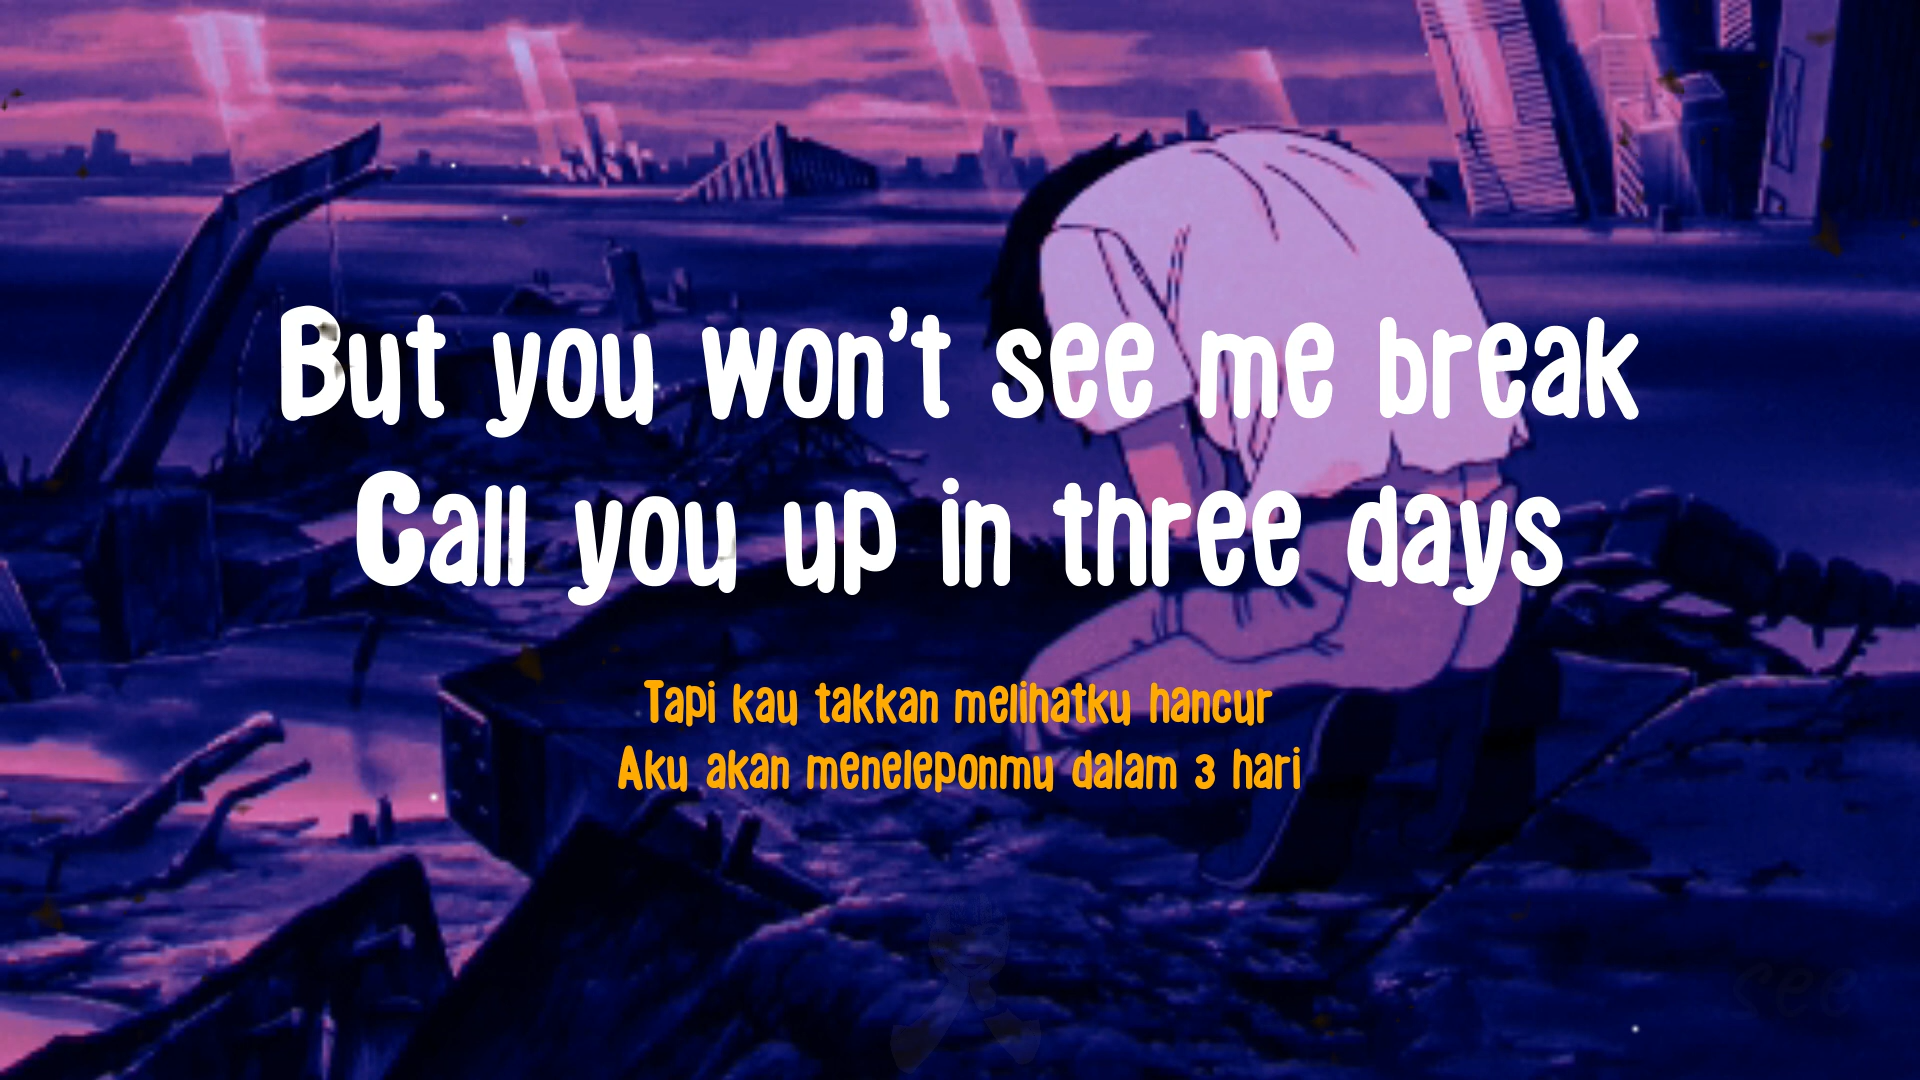 But you won't see me break
Call you up in three days
Tapi kau takkan melihatku hancur
Aku akan meneleponmu dalam 3 hari
see